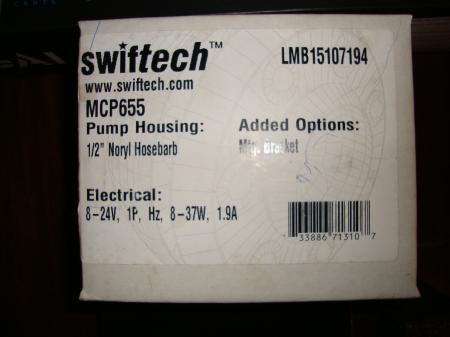 swiftech™
LMB15107194
www.swiftech.com
MCP655
Pump Housing:
Added Options:
1/2" Noryl Hosebarb
Mtg. Bracket
Electrical:
8-24V, 1P, Hz, 8-37W, 1.9A
33886 71310 7